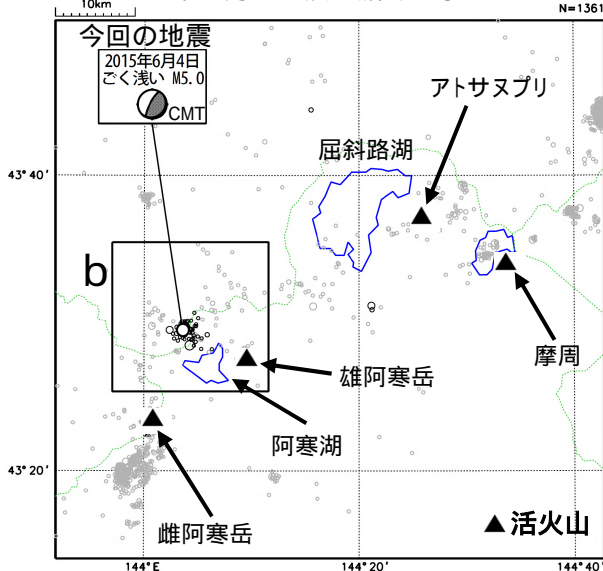 10km
N=1361
今回の地震
2015年6月4日
ごく浅い M5.0
CMT
アトサヌプリ
屈斜路湖
43°40'
b
摩周
雄阿寒岳
阿寒湖
43°20'
雌阿寒岳
▲活火山
144°E
144°20'
144°40'